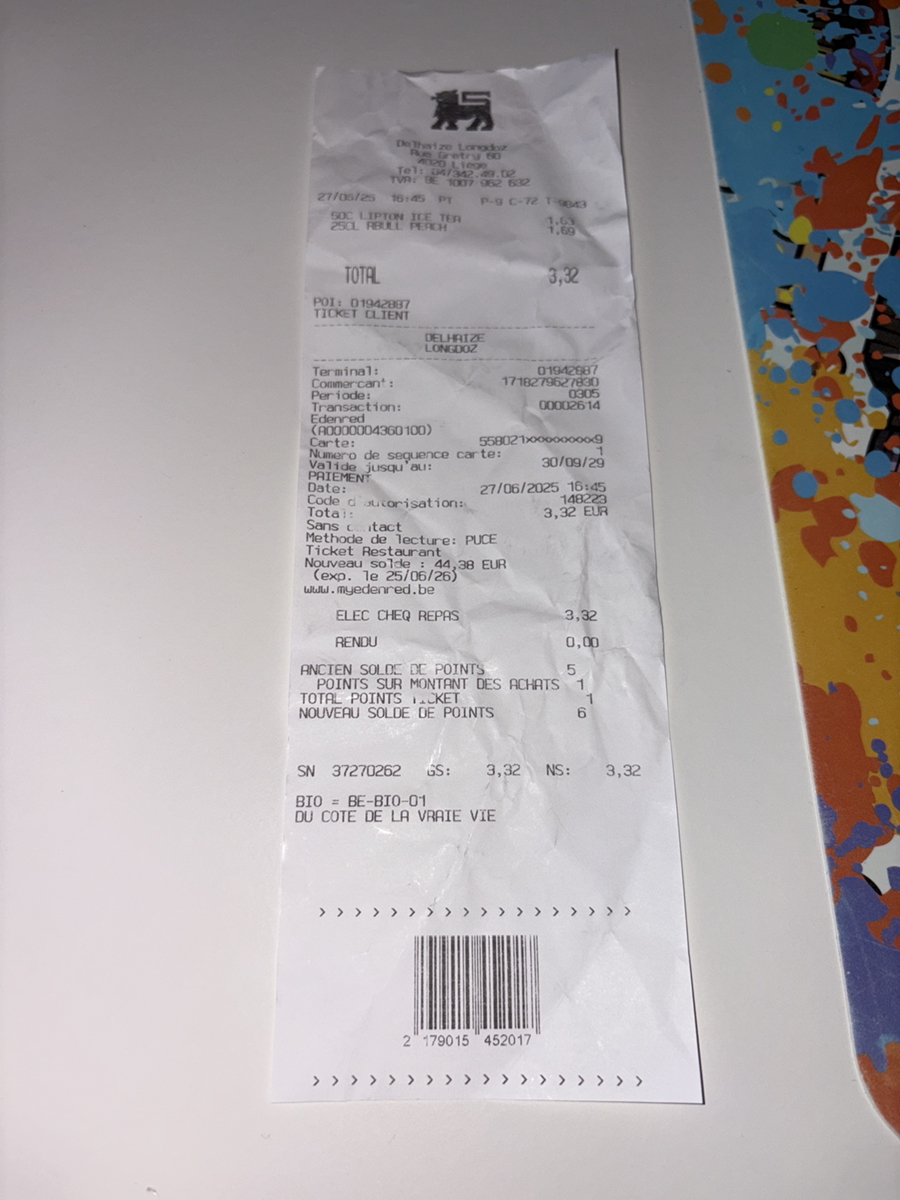 Delhaize Longdoz
Rue Gretry 60
4020 Liege
Tel: 04/342.49.02
TVA: BE 1007 962 632
27/06/25 16:45 P1 P-9 C-72 T-9643
50C LIPTON ICE TEA 1,63
250L RBULL PEACH 1,69
TOTAL 3,32
POI: 01942887
TICKET CLIENT
DELHAIZE
LONGDOZ
Terminal: 01942887
Commercant: 1718279627830
Periode: 0305
Transaction: 00002614
Edenred
(A0000004360100)
Carte: 558021xxxxxxxxx9
Numero de sequence carte: 1
Valide jusqu'au: 30/09/29
PAIEMENT
Date: 27/06/2025 16:45
Code d'autorisation: 148223
Total: 3,32 EUR
Sans contact
Methode de lecture: PUCE
Ticket Restaurant
Nouveau solde : 44,38 EUR
(exp. le 25/06/26)
www.myedenred.be
ELEC CHEQ REPAS 3,32
RENDU 0,00
ANCIEN SOLDE DE POINTS 5
POINTS SUR MONTANT DES ACHATS 1
TOTAL POINTS TICKET 1
NOUVEAU SOLDE DE POINTS 6
SN 37270262 GS: 3,32 NS: 3,32
BIO = BE-BIO-01
DU COTE DE LA VRAIE VIE
› › › › › › › › › › › › › › › › › ›
2 179015 452017
› › › › › › › › › › › › › › › › › ›